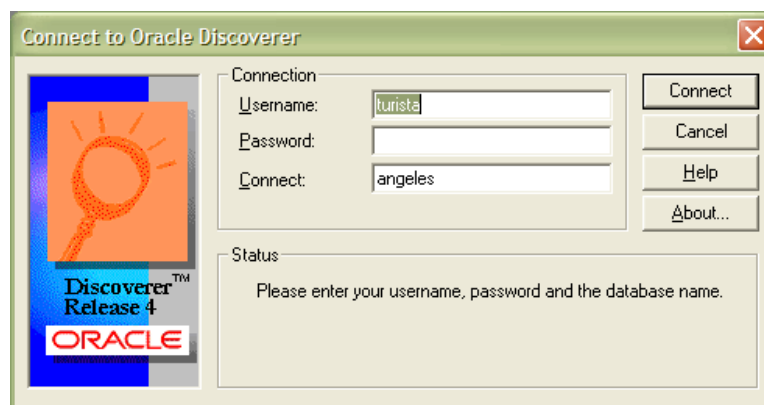 Connect to Oracle Discoverer
Connection
Username: turista
Password:
Connect: angeles
Connect
Cancel
Help
About...
Discoverer™
Release 4
ORACLE
Status
Please enter your username, password and the database name.